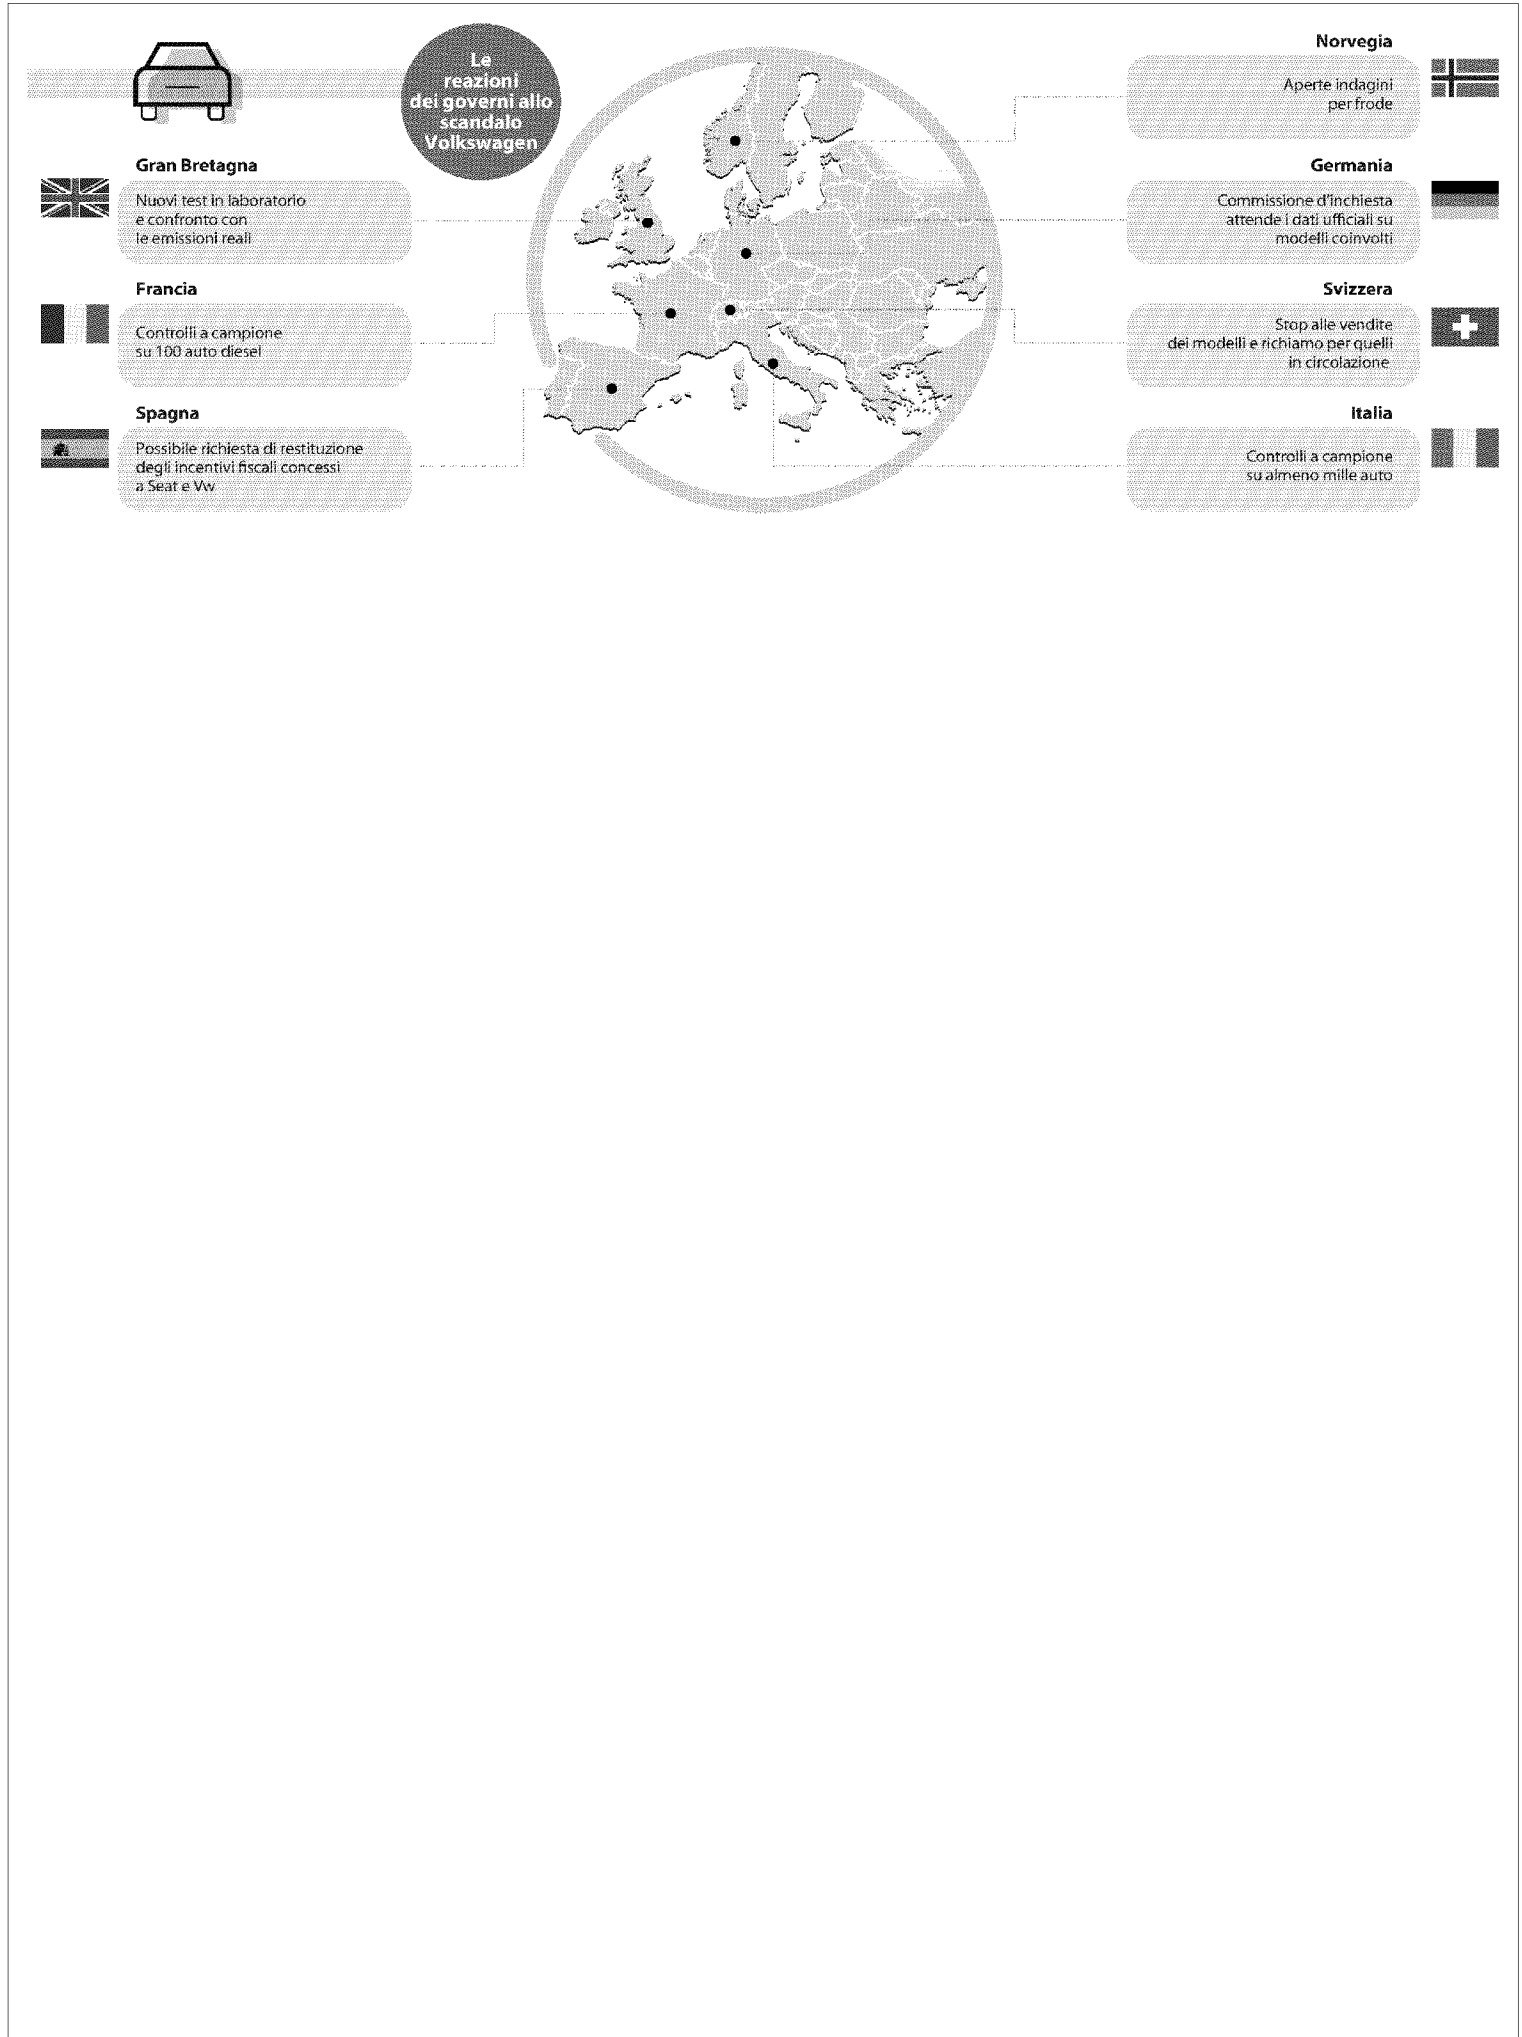 Le
reazioni
dei governi allo
scandalo
Volkswagen
Gran Bretagna
Nuovi test in laboratorio
e confronto con
le emissioni reali
Francia
Controlli a campione
su 100 auto diesel
Spagna
Possibile richiesta di restituzione
degli incentivi fiscali concessi
a Seat e Vw
Norvegia
Aperte indagini
per frode
Germania
Commissione d'inchiesta
attende i dati ufficiali su
modelli coinvolti
Svizzera
Stop alle vendite
dei modelli e richiamo per quelli
in circolazione
Italia
Controlli a campione
su almeno mille auto